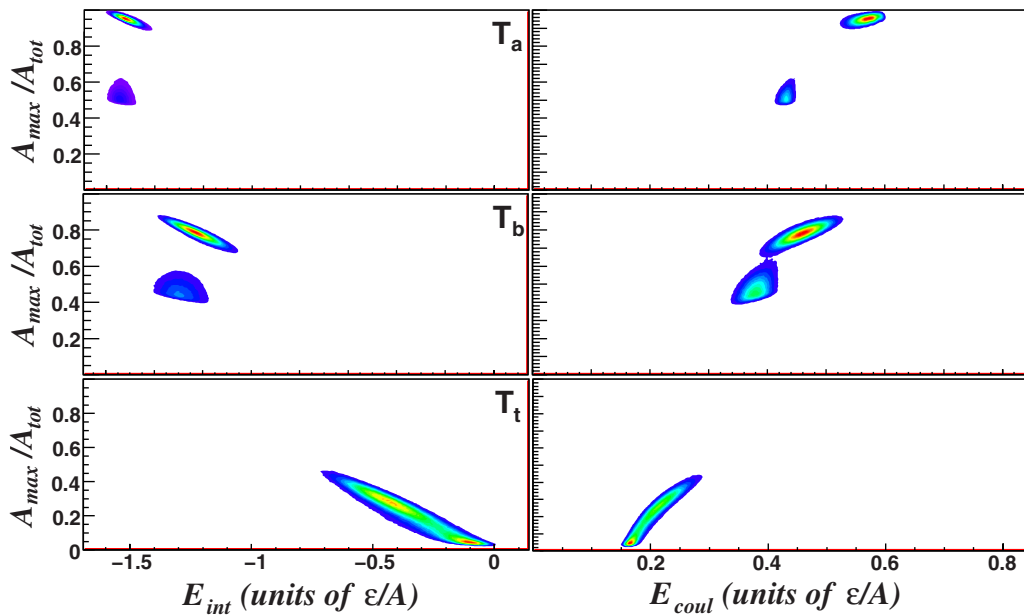 A_max /A_tot
0.8
0.6
0.4
0.2
T_a
A_max /A_tot
0.8
0.6
0.4
0.2
T_b
A_max /A_tot
0.8
0.6
0.4
0.2
0
T_t
−1.5 −1 −0.5 0
0.2 0.4 0.6 0.8
E_int (units of ε/A)
E_coul (units of ε/A)